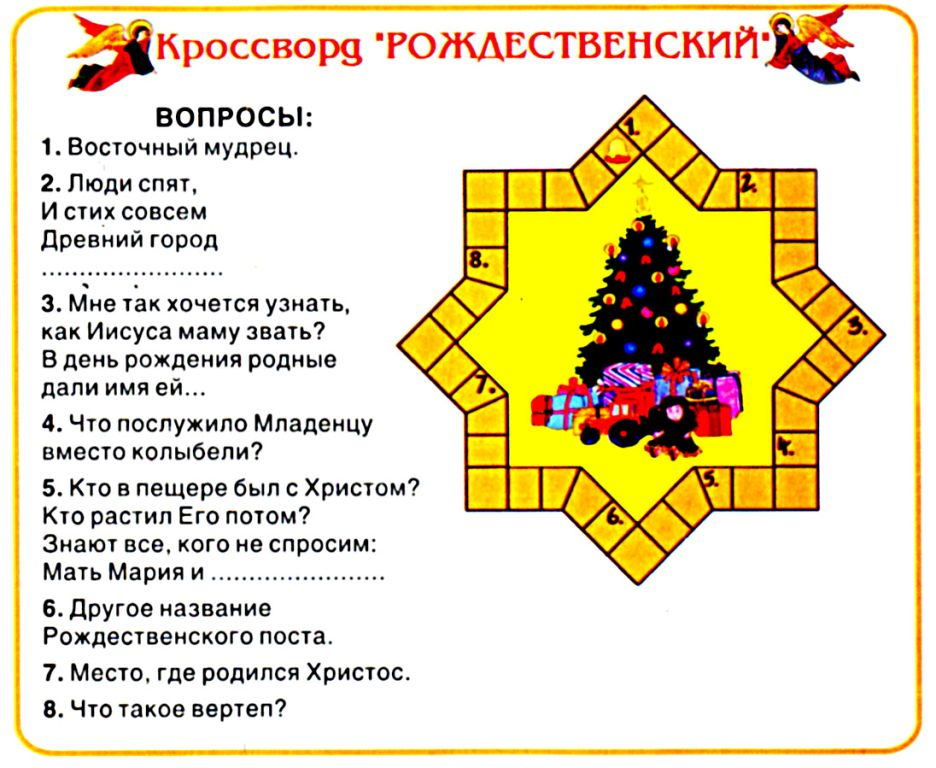 Кроссворд "РОЖДЕСТВЕНСКИЙ"
ВОПРОСЫ:
1. Восточный мудрец.
2. Люди спят,
И стих совсем
Древний город
........................
3. Мне так хочется узнать,
как Иисуса маму звать?
В день рождения родные
дали имя ей...
4. Что послужило Младенцу
вместо колыбели?
5. Кто в пещере был с Христом?
Кто растил Его потом?
Знают все, кого не спросим:
Мать Мария и .......................
6. Другое название
Рождественского поста.
7. Место, где родился Христос.
8. Что такое вертеп?
1.
2.
8.
3.
7.
4.
5.
6.